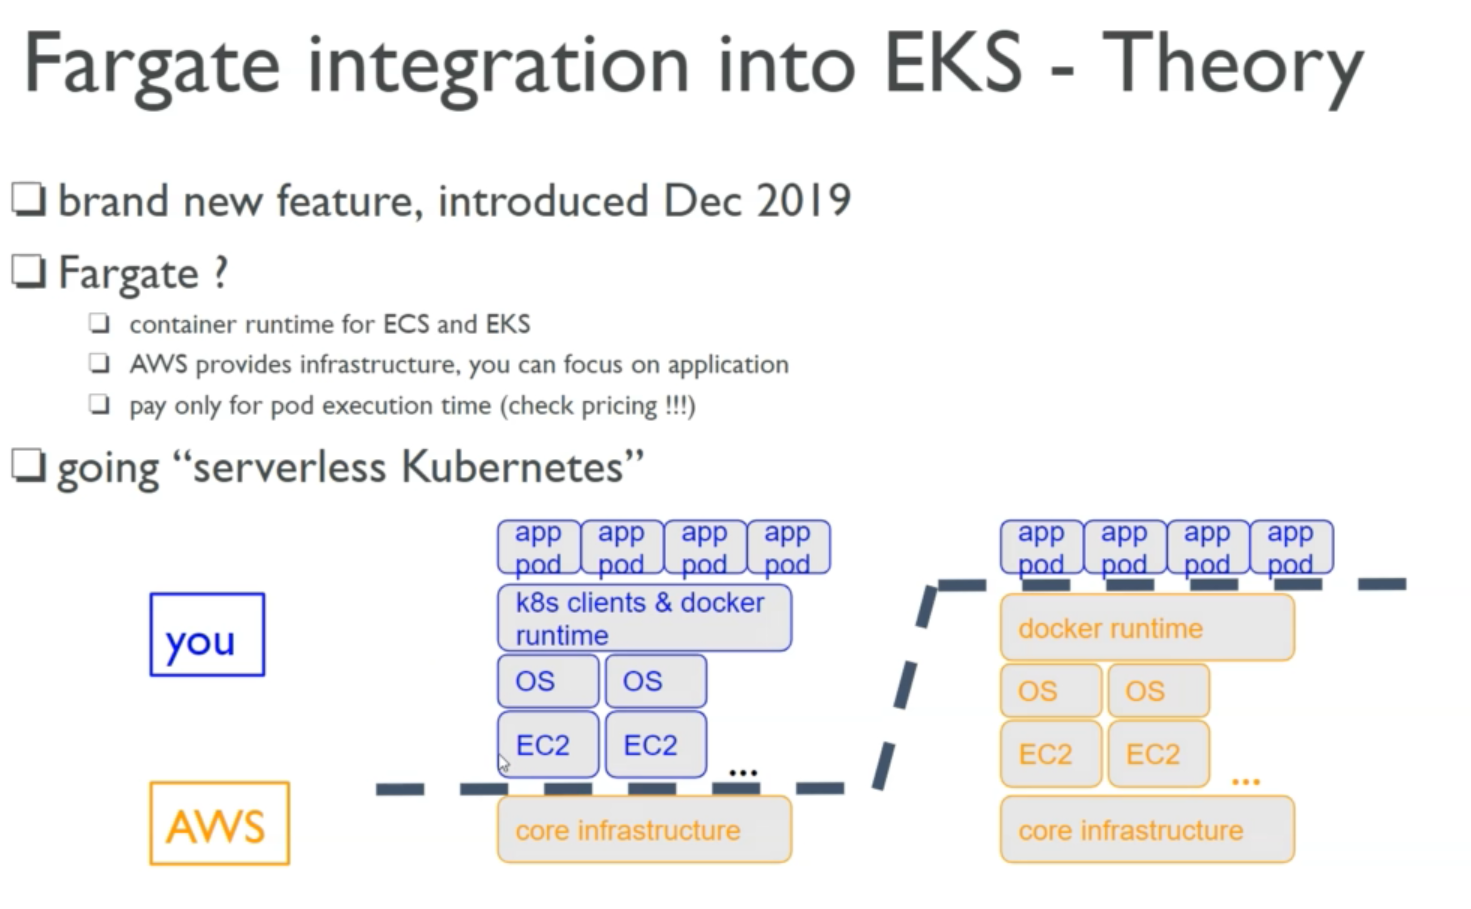 Fargate integration into EKS - Theory
brand new feature, introduced Dec 2019
Fargate ?
container runtime for ECS and EKS
AWS provides infrastructure, you can focus on application
pay only for pod execution time (check pricing !!!)
going “serverless Kubernetes”
you
AWS
app app app app
pod pod pod pod
k8s clients & docker
runtime
OS OS
EC2 EC2
...
core infrastructure
app app app app
pod pod pod pod
docker runtime
OS OS
EC2 EC2
...
core infrastructure